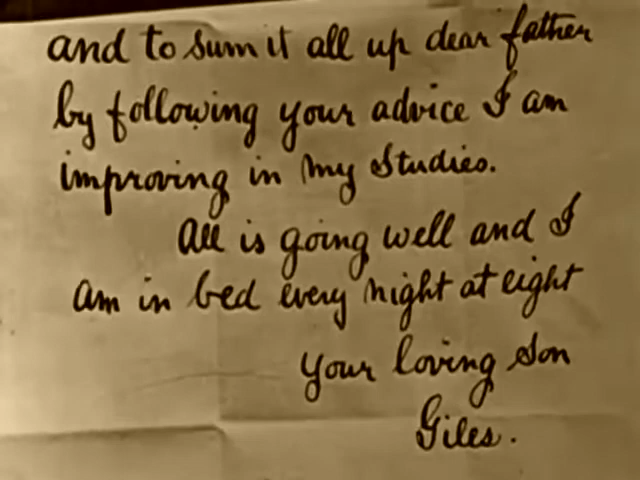 and to sum it all up dear father
by following your advice I am
improving in my studies.
All is going well and I
am in bed every night at eight
your loving son
Giles.